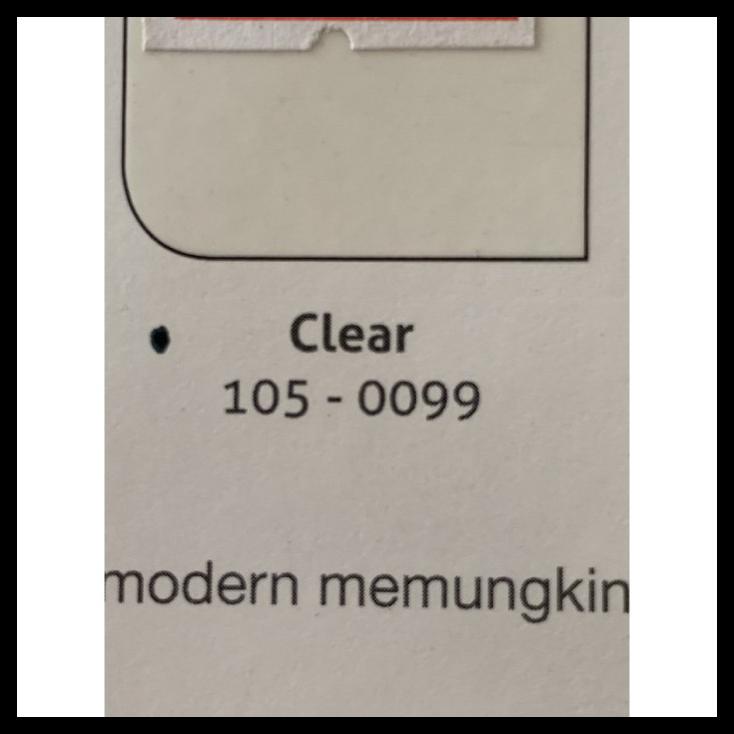 Clear
105 - 0099
modern memungkin